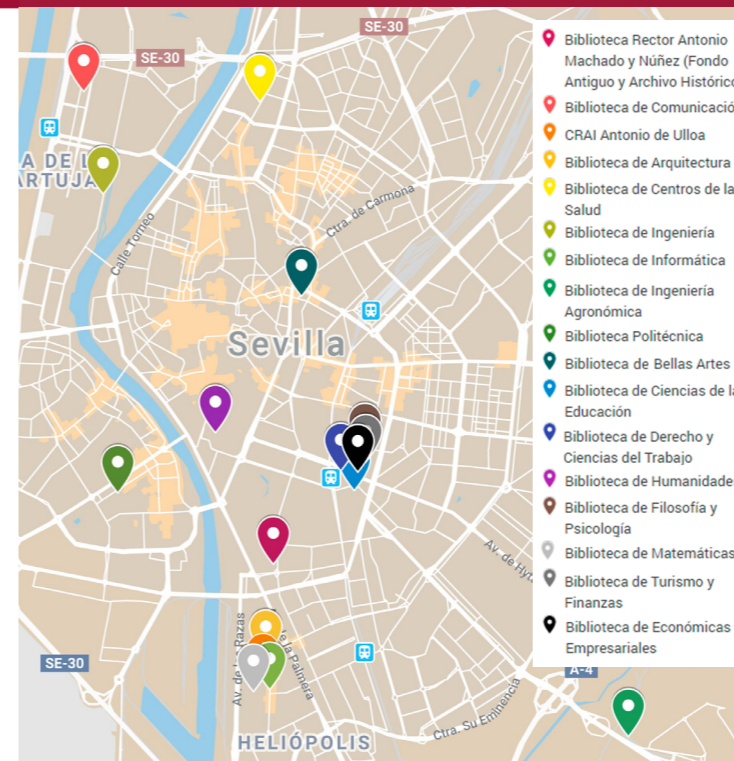 SE-30
SE-30
A DE L
ARTUJA
Calle Torneo
Ctra. de Carmona
Sevilla
Av. de Hyt
Av. de
Razas
de la Palmera
SE-30
A-4
HELIÓPOLIS
Ctra. Su Eminencia
Biblioteca Rector Antonio
Machado y Núñez (Fondo
Antiguo y Archivo Histórico
Biblioteca de Comunicació
CRAI Antonio de Ulloa
Biblioteca de Arquitectura
Biblioteca de Centros de la
Salud
Biblioteca de Ingeniería
Biblioteca de Informática
Biblioteca de Ingeniería
Agronómica
Biblioteca Politécnica
Biblioteca de Bellas Artes
Biblioteca de Ciencias de la
Educación
Biblioteca de Derecho y
Ciencias del Trabajo
Biblioteca de Humanidades
Biblioteca de Filosofía y
Psicología
Biblioteca de Matemáticas
Biblioteca de Turismo y
Finanzas
Biblioteca de Económicas
Empresariales